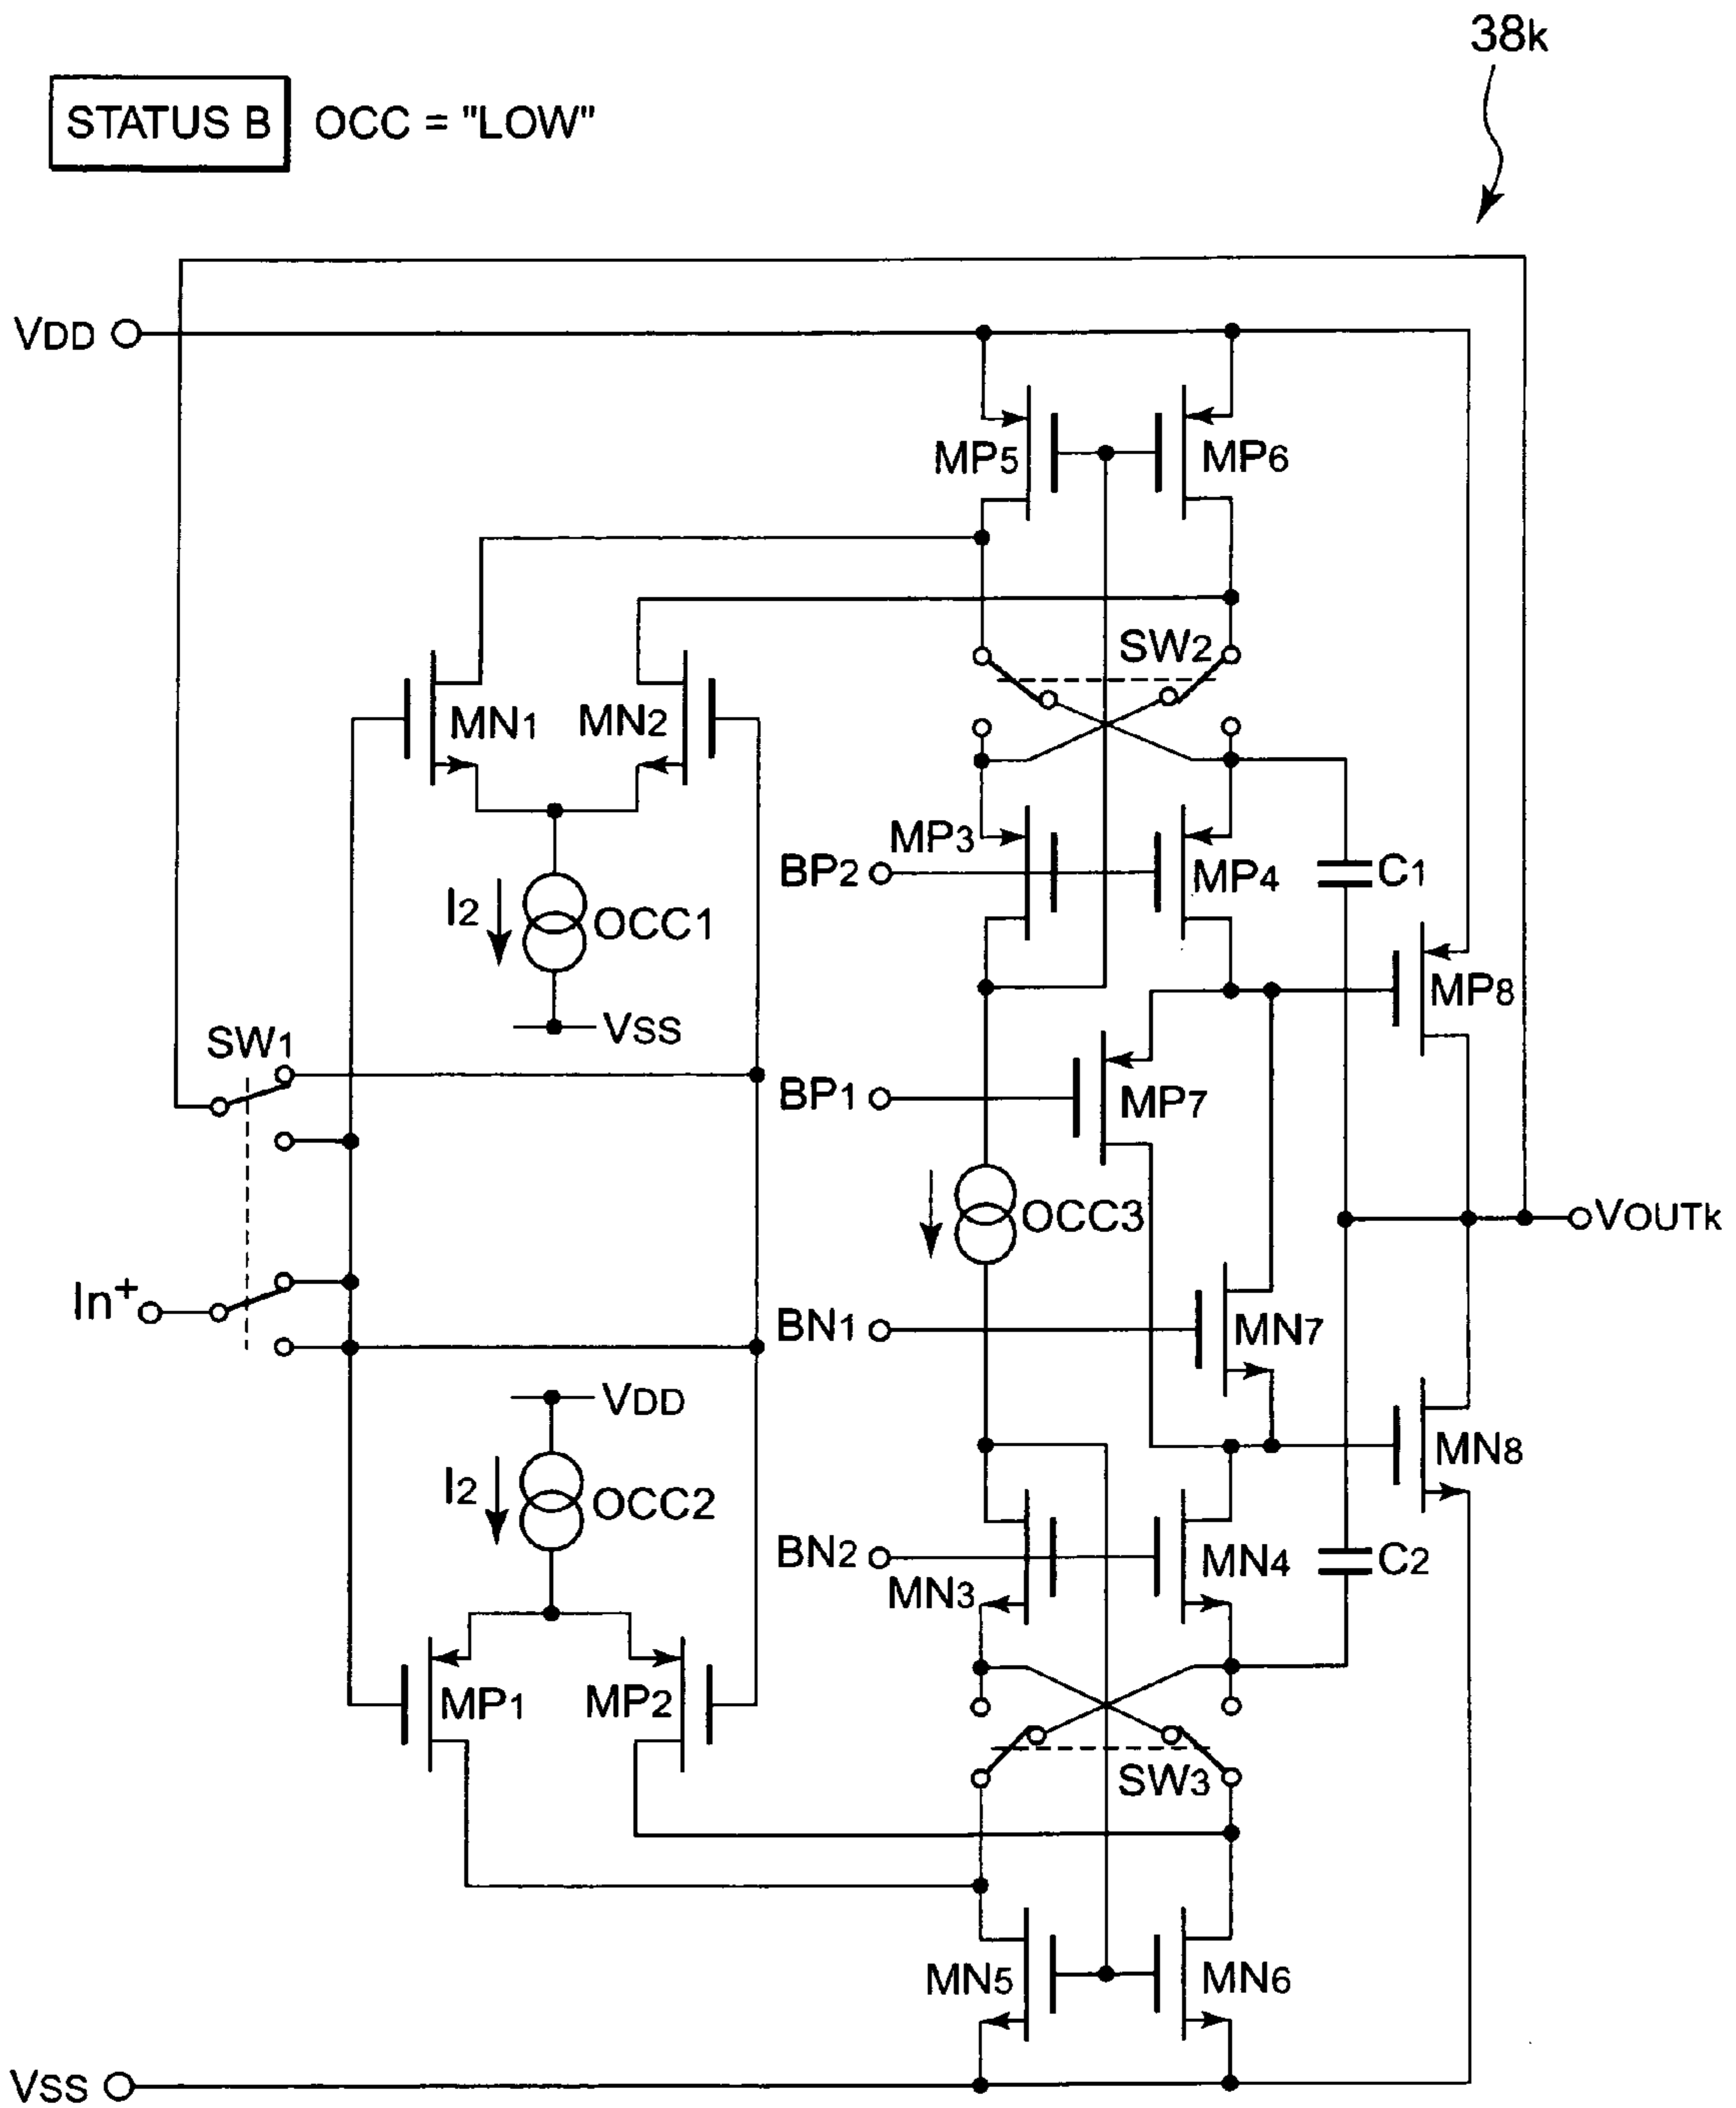 38k
STATUS B OCC = "LOW"
VDD
MP5 MP6
SW2
MN1 MN2
MP3
BP2 MP4 C1
I2 OCC1
MP8
VSS
SW1
BP1 MP7
OCC3 VOUTk
In+
BN1 MN7
VDD
MN8
I2 OCC2
BN2 MN4 C2
MN3
MP1 MP2
SW3
MN5 MN6
VSS